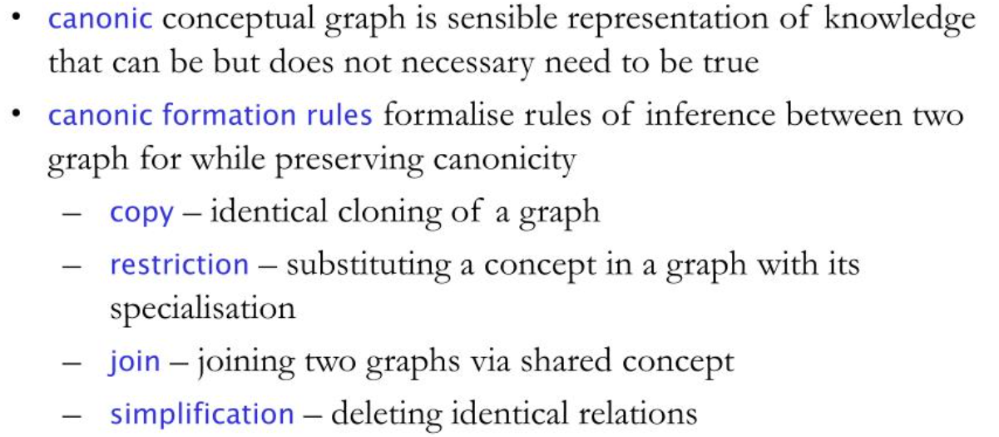 • canonic conceptual graph is sensible representation of knowledge
that can be but does not necessary need to be true
• canonic formation rules formalise rules of inference between two
graph for while preserving canonicity
– copy – identical cloning of a graph
– restriction – substituting a concept in a graph with its
specialisation
– join – joining two graphs via shared concept
– simplification – deleting identical relations